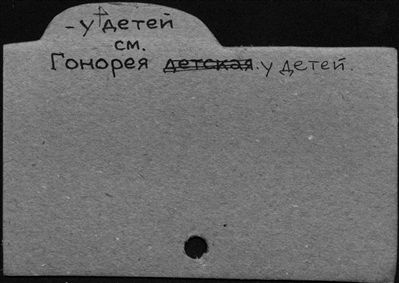 - у детей
см.
Гонорея детская. у детей.